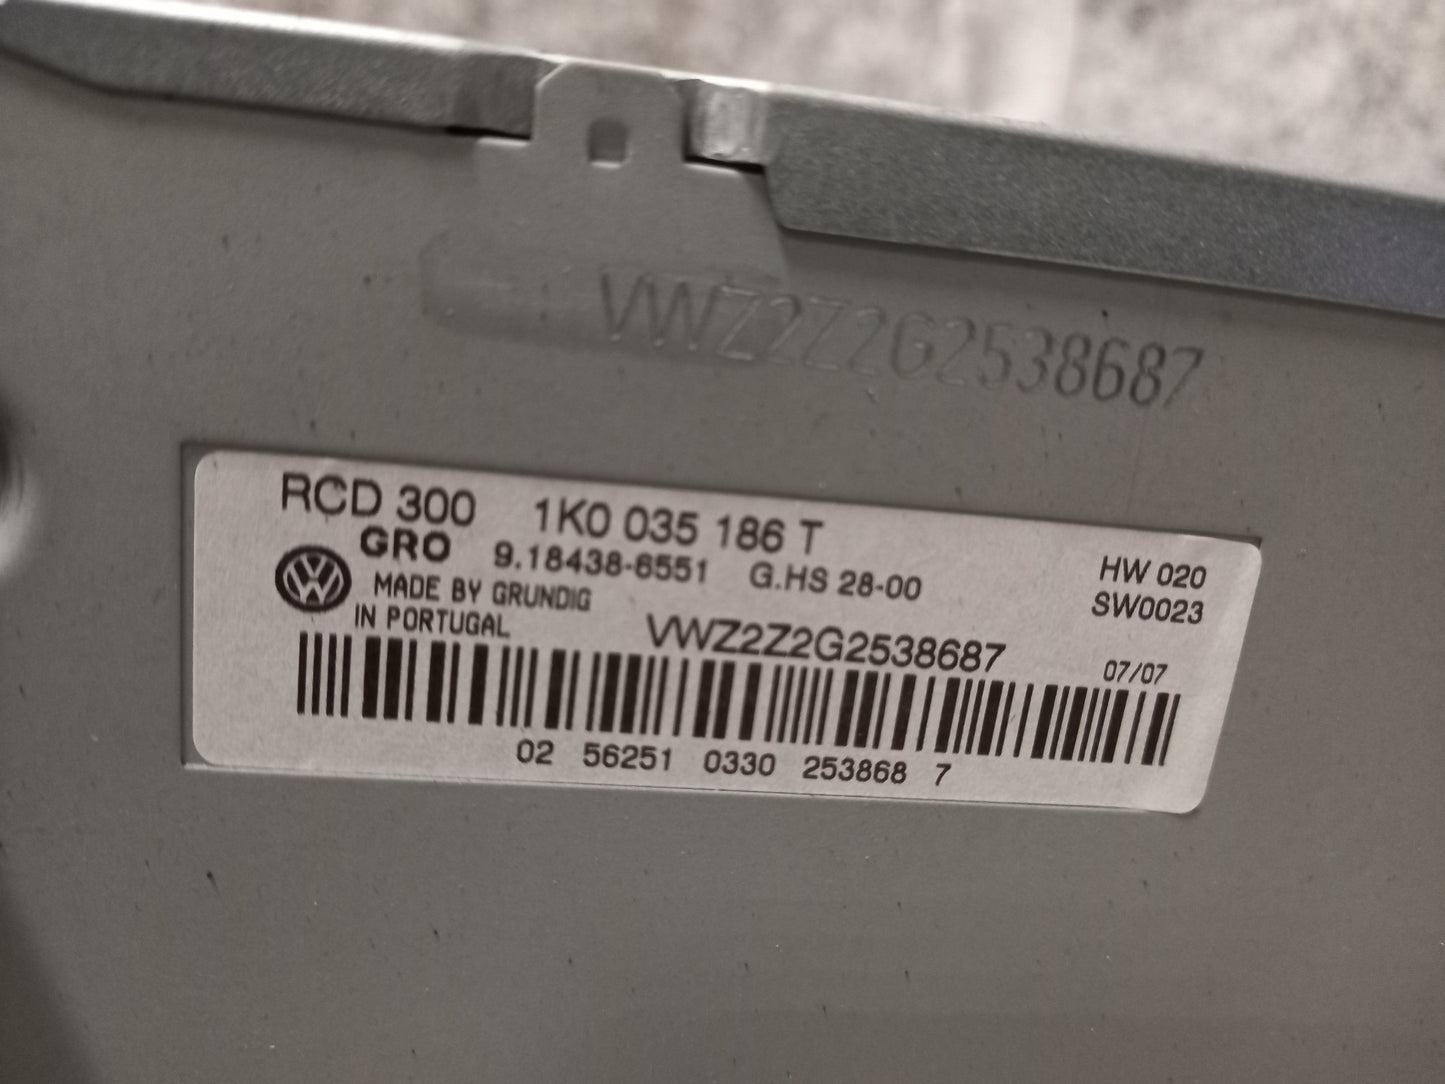 VWZ2Z2G2538687
RCD 300 1K0 035 186 T
GRO 9.18438-6551 G.HS 28-00 HW 020
MADE BY GRUNDIG SW0023
IN PORTUGAL VWZ2Z2G2538687 07/07
02 56251 0330 253868 7